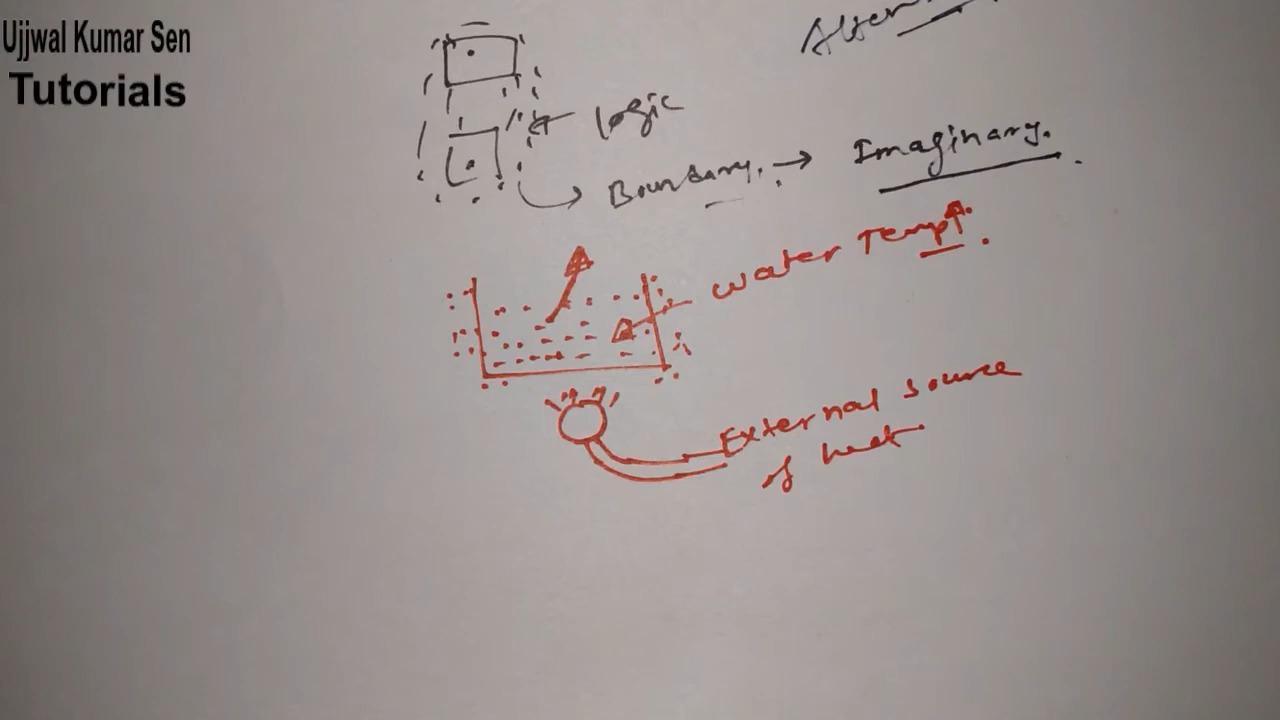 Ujjwal Kumar Sen
Tutorials
Logic
Boundary. → Imaginary.
Water Temp↑.
External source
of heat